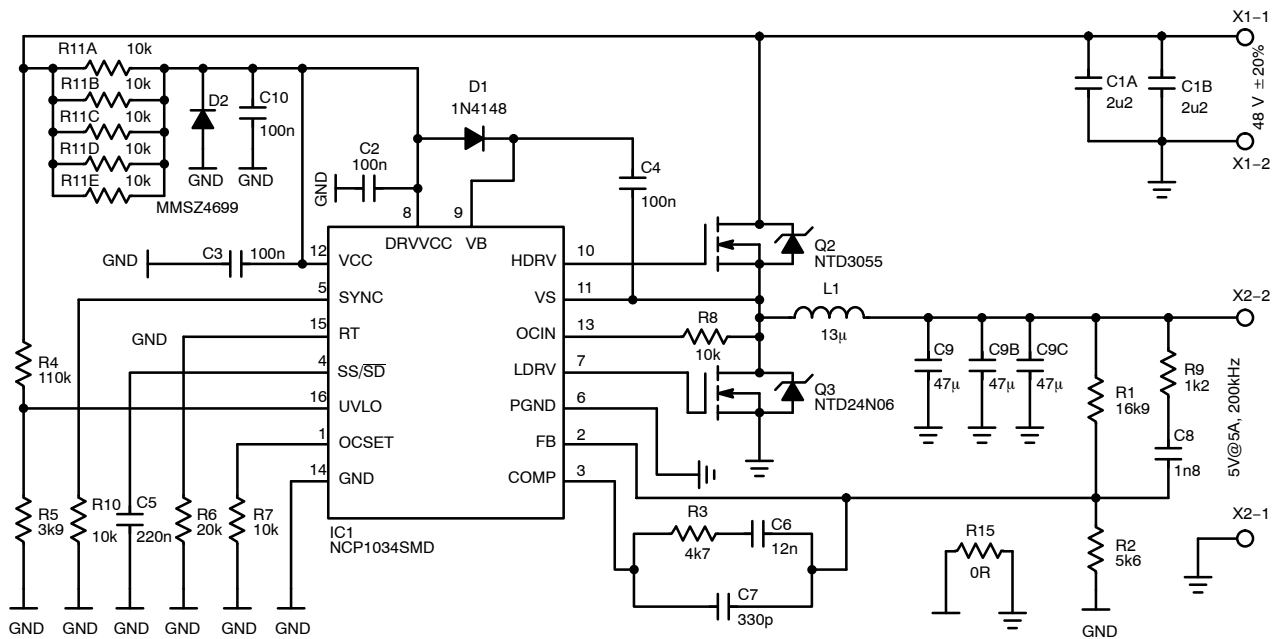 X1-1
R11A 10k
R11B 10k
R11C 10k
R11D 10k
R11E 10k
MMSZ4699
D2
C10
100n
GND GND
D1
1N4148
C2
100n
GND
C4
100n
C1A
2u2
C1B
2u2
48 V ±20%
X1-2
8 9
DRVVCC VB
GND C3 100n
12 VCC
5 SYNC
15 RT
4 SS/SD
16 UVLO
1 OCSET
14 GND
HDRV 10
VS 11
OCIN 13
LDRV 7
PGND 6
FB 2
COMP 3
IC1
NCP1034SMD
GND
R4
110k
R5
3k9
R10
10k
C5
220n
R6
20k
R7
10k
GND GND GND GND GND GND
Q2
NTD3055
L1
13µ
R8
10k
Q3
NTD24N06
X2-2
C9
47µ
C9B
47µ
C9C
47µ
R1
16k9
R9
1k2
C8
1n8
5V@5A, 200kHz
X2-1
R3
4k7
C6
12n
C7
330p
R15
0R
R2
5k6
GND